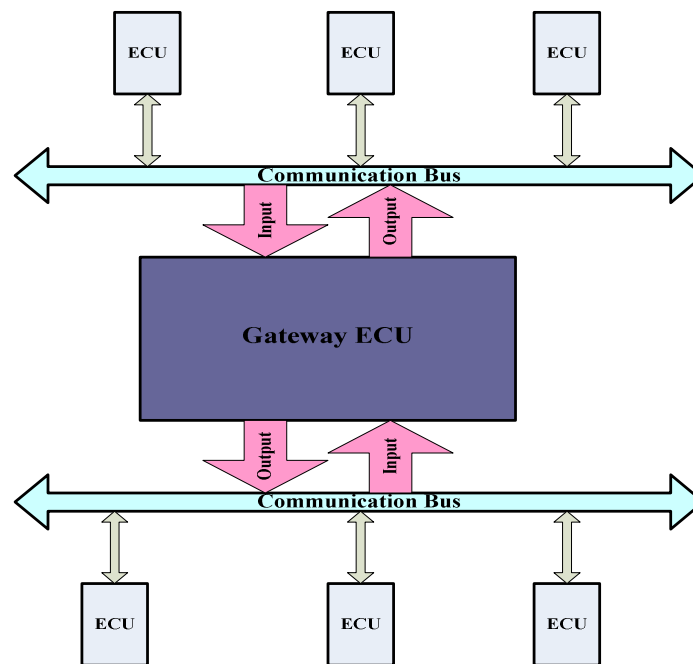 ECU
ECU
ECU
Communication Bus
Input
Output
Gateway ECU
Output
Input
Communication Bus
ECU
ECU
ECU